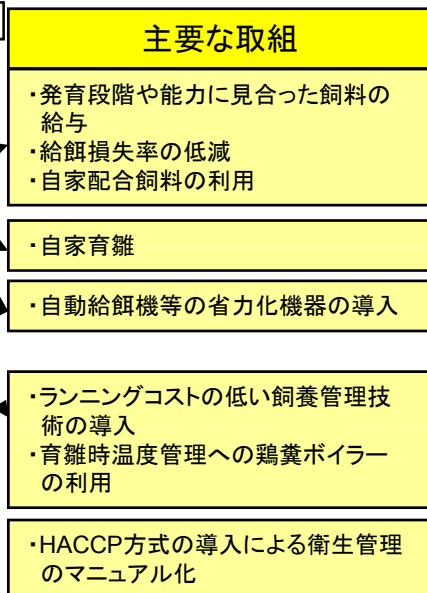 主要な取組
・発育段階や能力に見合った飼料の
給与
・給餌損失率の低減
・自家配合飼料の利用
・自家育雛
・自動給餌機等の省力化機器の導入
・ランニングコストの低い飼養管理技
術の導入
・育雛時温度管理への鶏糞ボイラー
の利用
・HACCP方式の導入による衛生管理
のマニュアル化